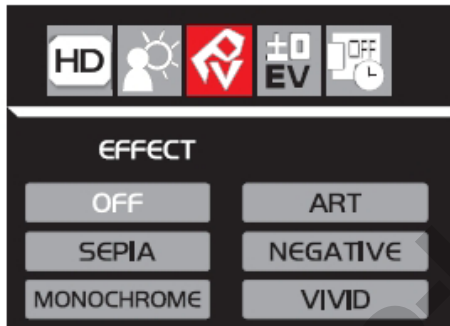 HD ±0 EV OFF
EFFECT
OFF ART
SEPIA NEGATIVE
MONOCHROME VIVID